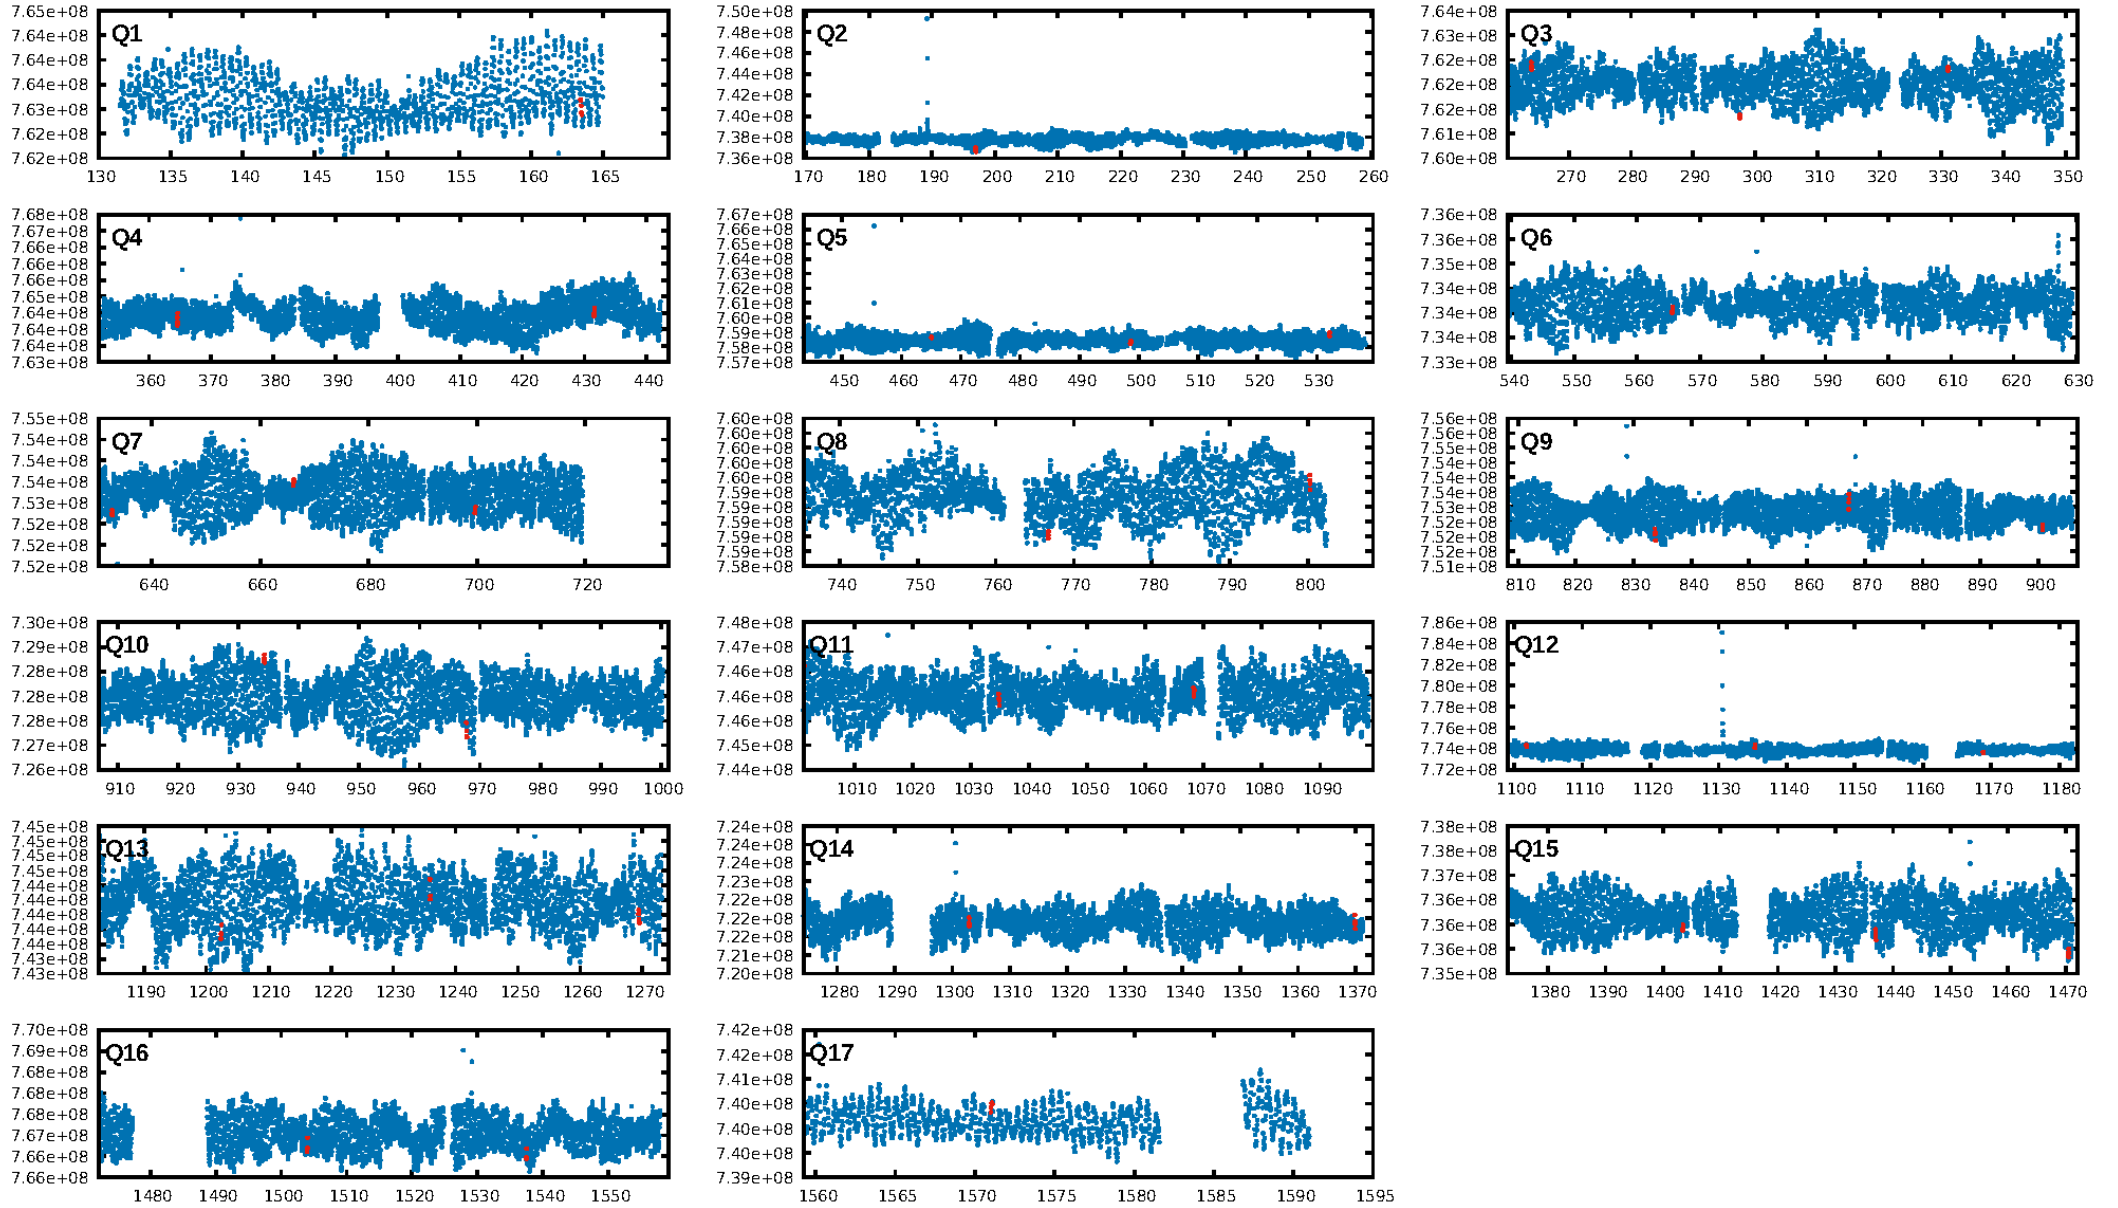 7.65e+08
7.64e+08
7.64e+08
7.64e+08
7.63e+08
7.62e+08
7.62e+08
Q1
130 135 140 145 150 155 160 165
7.50e+08
7.48e+08
7.46e+08
7.44e+08
7.42e+08
7.40e+08
7.38e+08
7.36e+08
Q2
170 180 190 200 210 220 230 240 250 260
7.64e+08
7.63e+08
7.62e+08
7.62e+08
7.62e+08
7.61e+08
7.60e+08
Q3
270 280 290 300 310 320 330 340 350
7.68e+08
7.67e+08
7.66e+08
7.66e+08
7.66e+08
7.65e+08
7.64e+08
7.64e+08
7.64e+08
7.63e+08
Q4
360 370 380 390 400 410 420 430 440
7.67e+08
7.66e+08
7.65e+08
7.64e+08
7.63e+08
7.62e+08
7.61e+08
7.60e+08
7.59e+08
7.58e+08
7.57e+08
Q5
450 460 470 480 490 500 510 520 530
7.36e+08
7.36e+08
7.35e+08
7.34e+08
7.34e+08
7.34e+08
7.33e+08
Q6
540 550 560 570 580 590 600 610 620 630
7.55e+08
7.54e+08
7.54e+08
7.54e+08
7.53e+08
7.52e+08
7.52e+08
7.52e+08
Q7
640 660 680 700 720
7.60e+08
7.60e+08
7.60e+08
7.60e+08
7.60e+08
7.59e+08
7.59e+08
7.59e+08
7.59e+08
7.59e+08
7.58e+08
Q8
740 750 760 770 780 790 800
7.56e+08
7.56e+08
7.55e+08
7.54e+08
7.54e+08
7.54e+08
7.53e+08
7.52e+08
7.52e+08
7.52e+08
7.51e+08
Q9
810 820 830 840 850 860 870 880 890 900
7.30e+08
7.29e+08
7.28e+08
7.28e+08
7.28e+08
7.27e+08
7.26e+08
Q10
910 920 930 940 950 960 970 980 990 1000
7.48e+08
7.47e+08
7.46e+08
7.46e+08
7.46e+08
7.45e+08
7.44e+08
Q11
1010 1020 1030 1040 1050 1060 1070 1080 1090
7.86e+08
7.84e+08
7.82e+08
7.80e+08
7.78e+08
7.76e+08
7.74e+08
7.72e+08
Q12
1100 1110 1120 1130 1140 1150 1160 1170 1180
7.45e+08
7.45e+08
7.45e+08
7.45e+08
7.44e+08
7.44e+08
7.44e+08
7.44e+08
7.44e+08
7.43e+08
7.43e+08
Q13
1190 1200 1210 1220 1230 1240 1250 1260 1270
7.24e+08
7.24e+08
7.24e+08
7.23e+08
7.22e+08
7.22e+08
7.22e+08
7.21e+08
7.20e+08
Q14
1280 1290 1300 1310 1320 1330 1340 1350 1360 1370
7.38e+08
7.38e+08
7.37e+08
7.36e+08
7.36e+08
7.36e+08
7.35e+08
Q15
1380 1390 1400 1410 1420 1430 1440 1450 1460 1470
7.70e+08
7.69e+08
7.68e+08
7.68e+08
7.68e+08
7.67e+08
7.66e+08
7.66e+08
Q16
1480 1490 1500 1510 1520 1530 1540 1550
7.42e+08
7.42e+08
7.41e+08
7.40e+08
7.40e+08
7.40e+08
7.39e+08
Q17
1560 1565 1570 1575 1580 1585 1590 1595